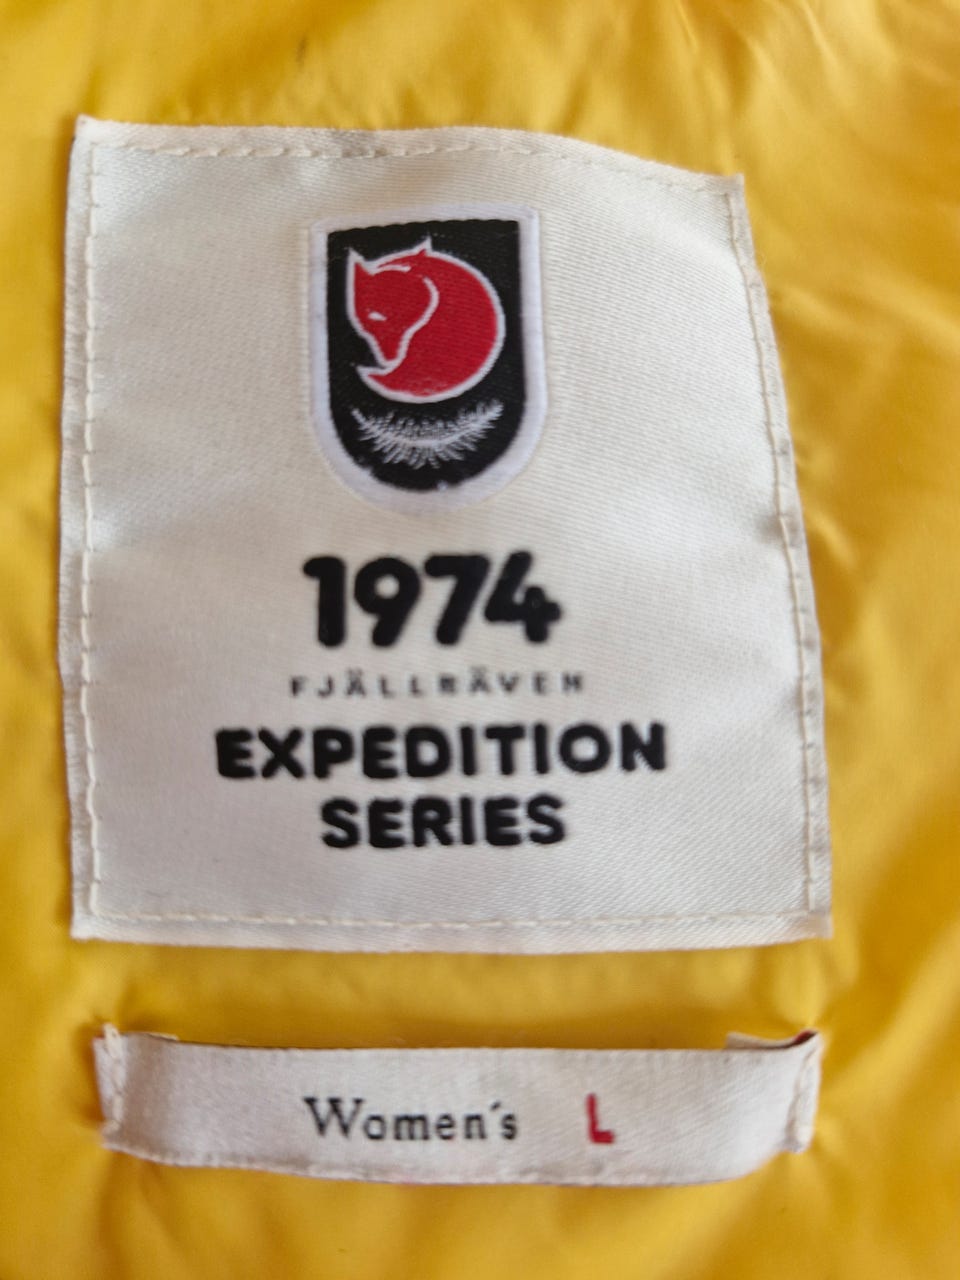 1974
FJÄLLRÄVEN
EXPEDITION
SERIES
Women´s L